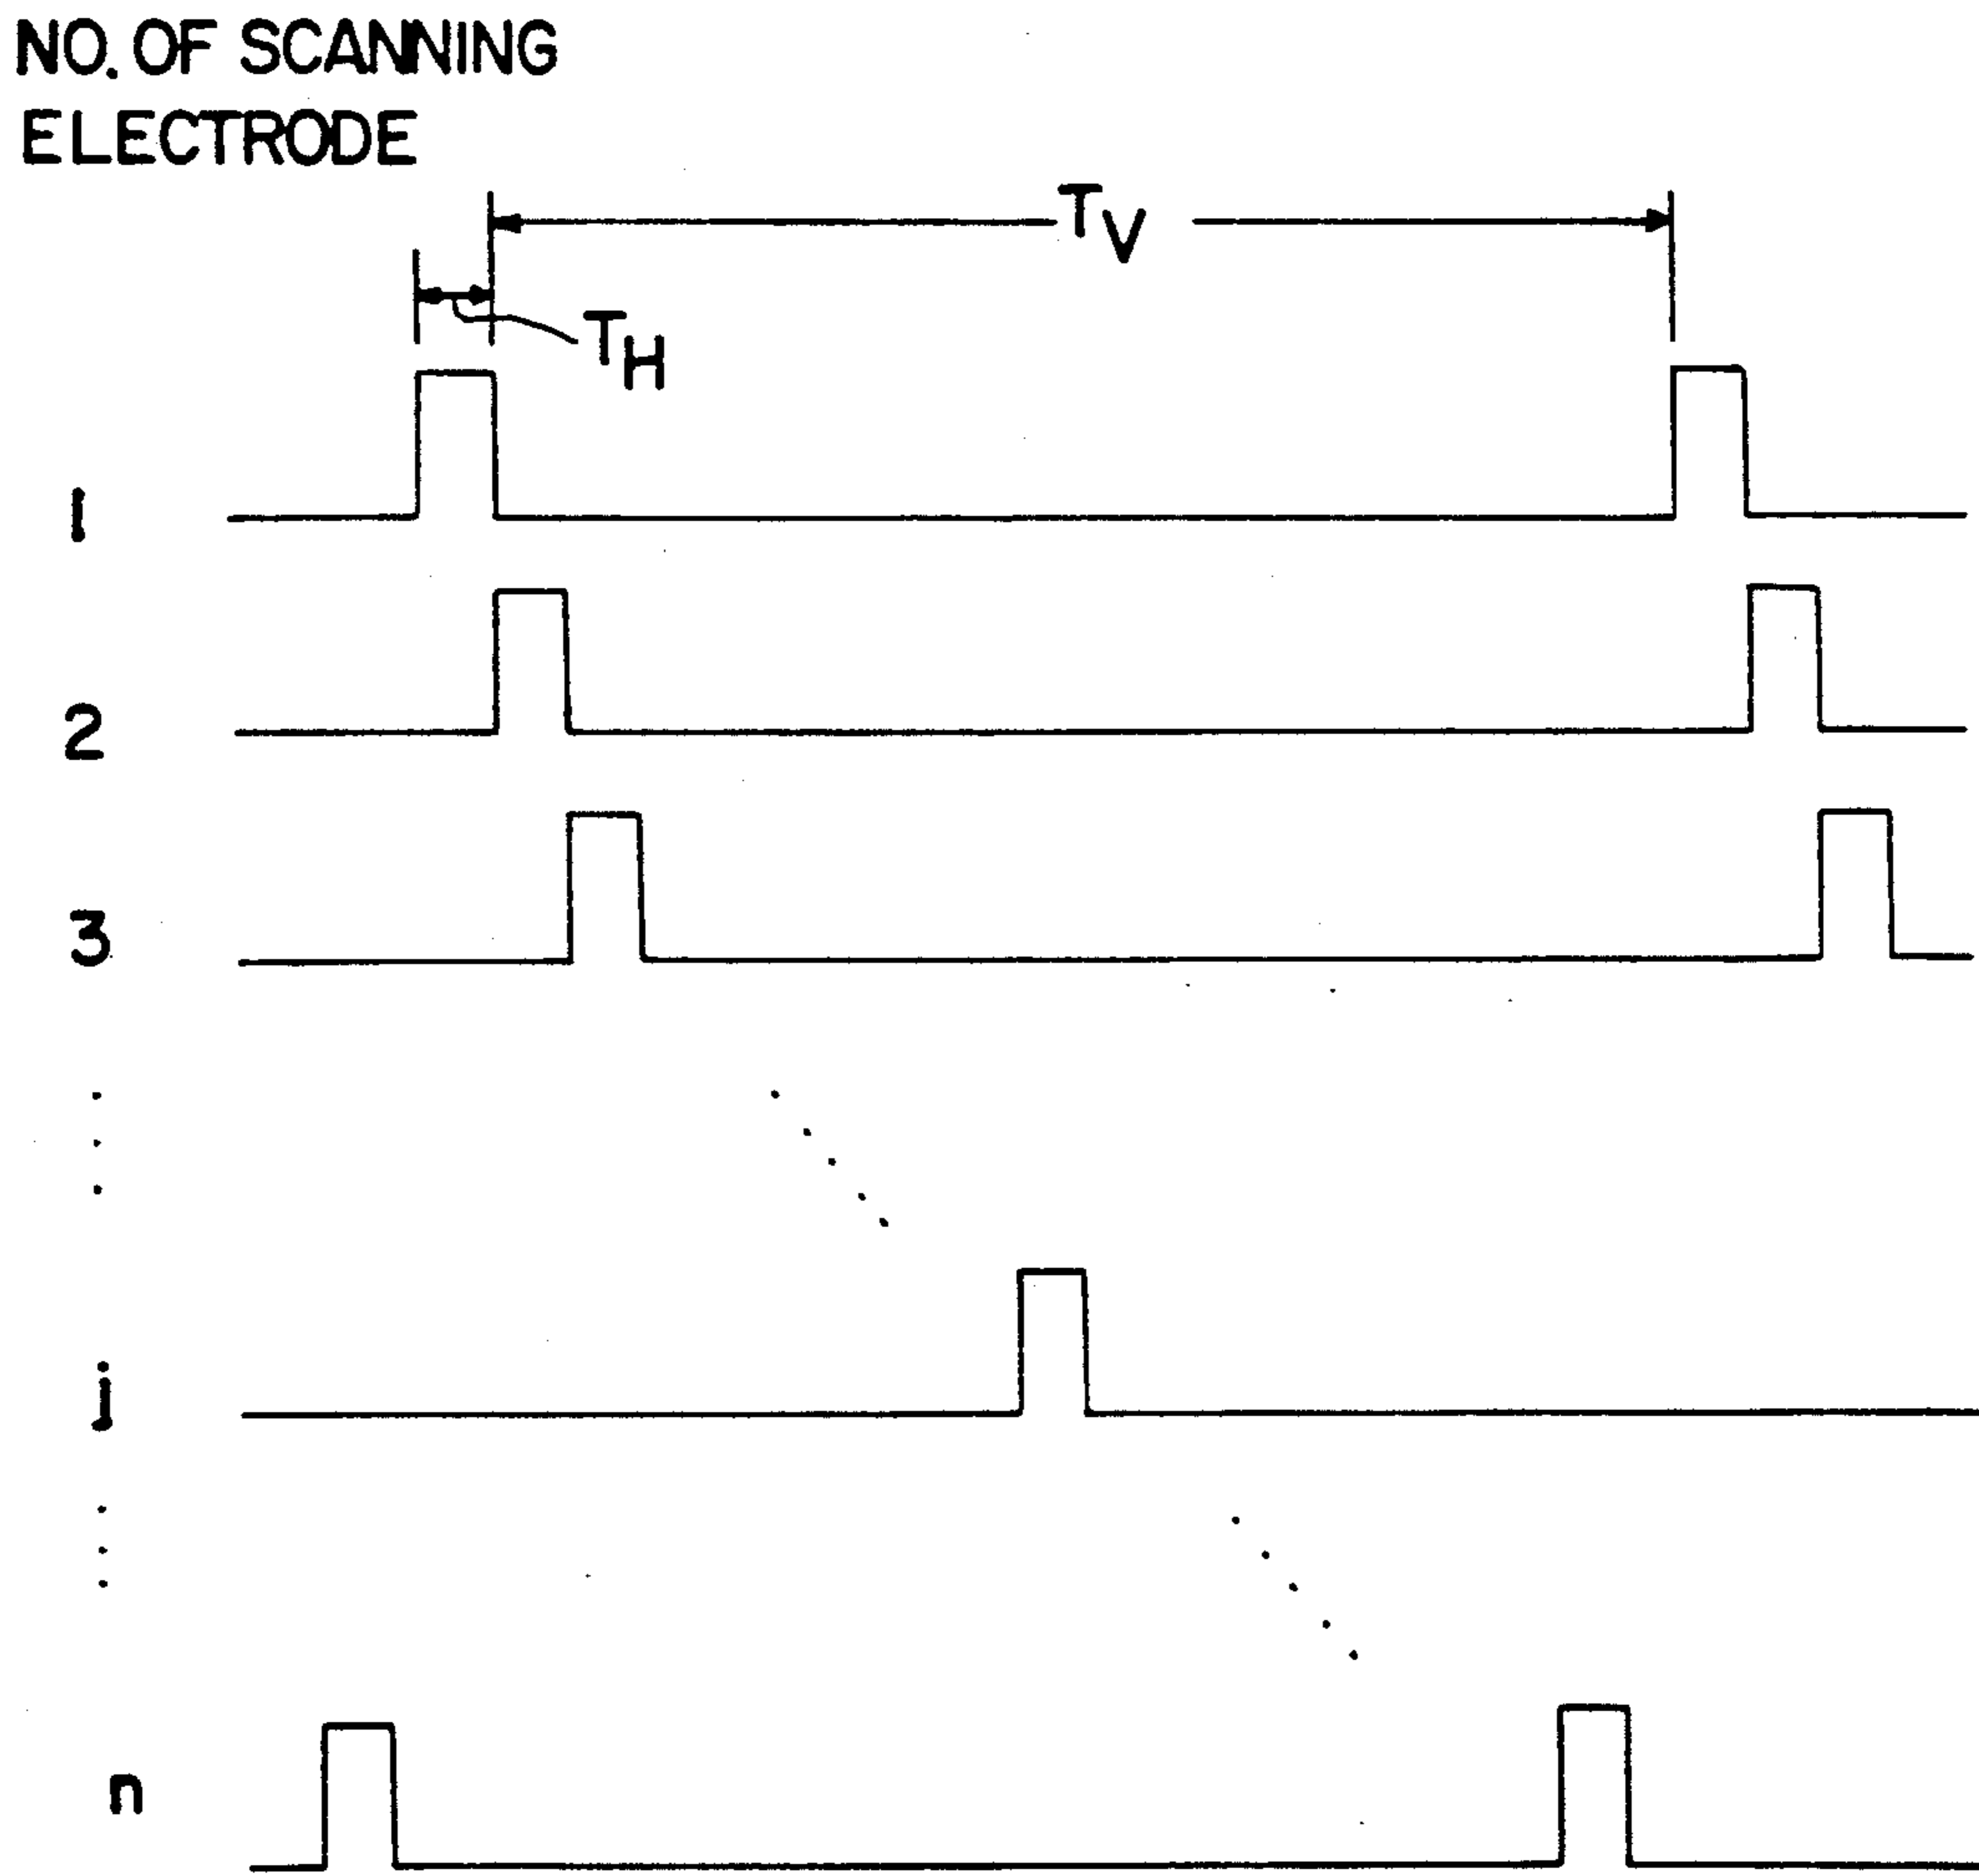 NO. OF SCANNING
ELECTRODE
TV
TH
1
2
3
j
n